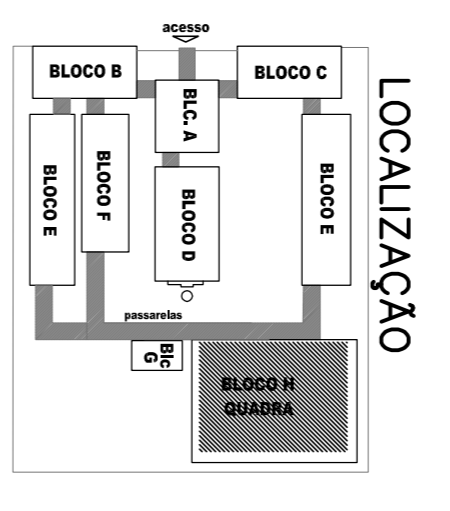 acesso
BLOCO B
BLOCO C
BLC. A
BLOCO E
BLOCO F
BLOCO D
BLOCO E
LOCALIZAÇÃO
passarelas
Blc
G
BLOCO H
QUADRA